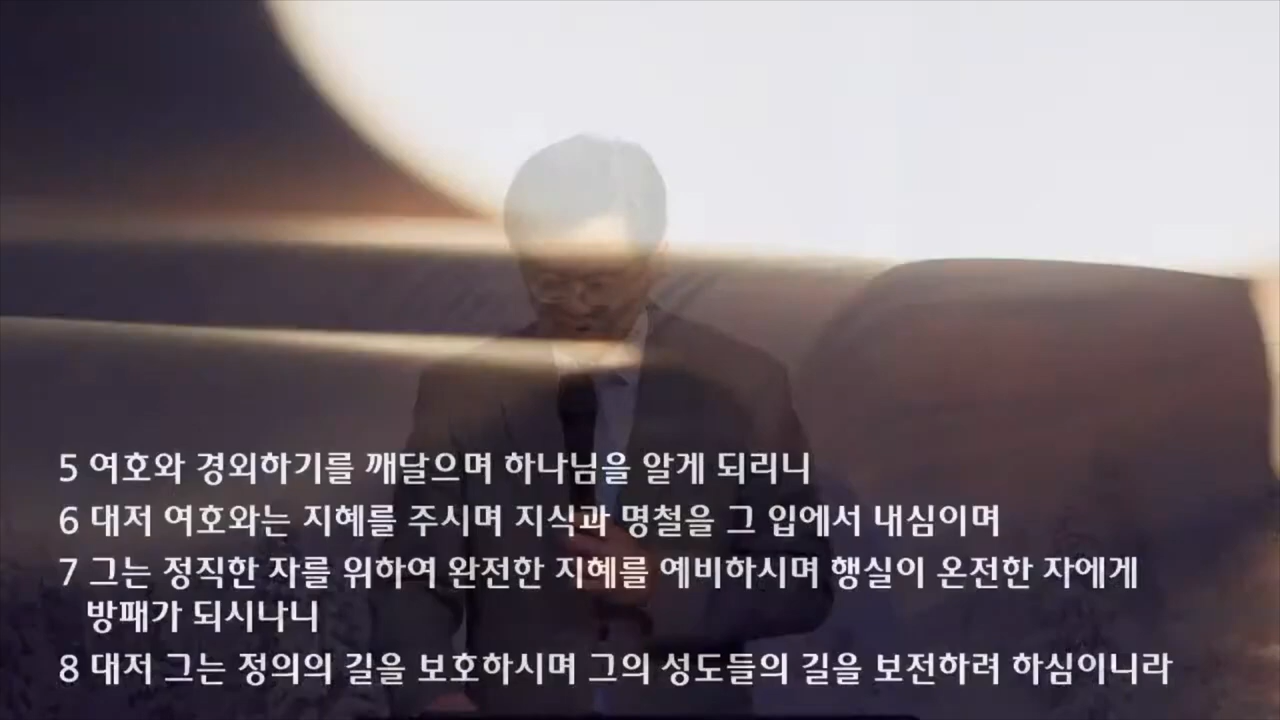 5 여호와 경외하기를 깨달으며 하나님을 알게 되리니
6 대저 여호와는 지혜를 주시며 지식과 명철을 그 입에서 내심이며
7 그는 정직한 자를 위하여 완전한 지혜를 예비하시며 행실이 온전한 자에게
방패가 되시나니
8 대저 그는 정의의 길을 보호하시며 그의 성도들의 길을 보전하려 하심이니라